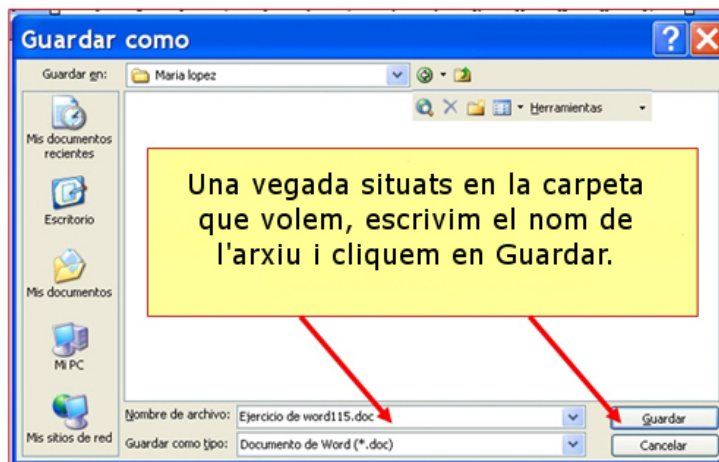 Guardar como
Guardar en:
Maria lopez
Herramientas
Mis documentos
recientes
Escritorio
Mis documentos
Mi PC
Mis sitios de red
Una vegada situats en la carpeta
que volem, escrivim el nom de
l'arxiu i cliquem en Guardar.
Nombre de archivo:
Ejercicio de word115.doc
Guardar
Guardar como tipo:
Documento de Word (*.doc)
Cancelar